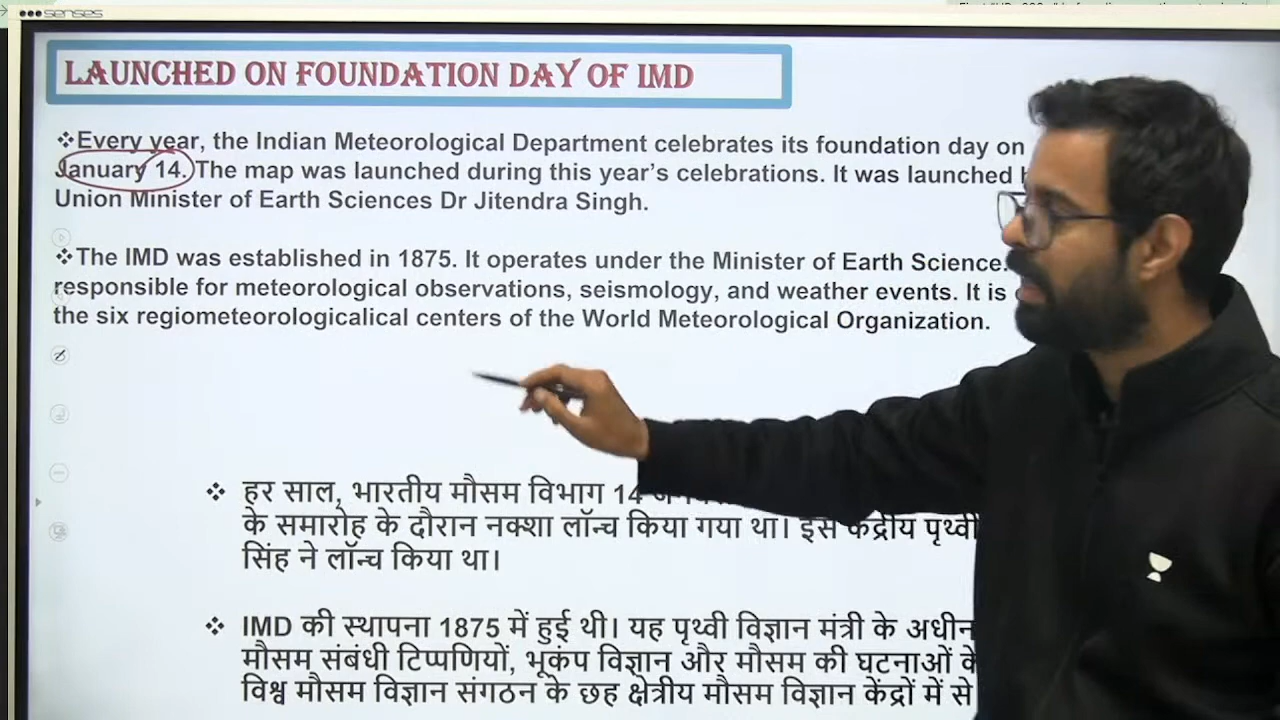 senses
LAUNCHED ON FOUNDATION DAY OF IMD
❖Every year, the Indian Meteorological Department celebrates its foundation day on
January 14. The map was launched during this year’s celebrations. It was launched
Union Minister of Earth Sciences Dr Jitendra Singh.
❖The IMD was established in 1875. It operates under the Minister of Earth Science.
responsible for meteorological observations, seismology, and weather events. It is
the six regiometeorologicalical centers of the World Meteorological Organization.
❖ हर साल, भारतीय मौसम विभाग 14
के समारोह के दौरान नक्शा लॉन्च किया गया था। इसे केंद्रीय पृथ्वी
सिंह ने लॉन्च किया था।
❖ IMD की स्थापना 1875 में हुई थी। यह पृथ्वी विज्ञान मंत्री के अधीन
मौसम संबंधी टिप्पणियों, भूकंप विज्ञान और मौसम की घटनाओं के
विश्व मौसम विज्ञान संगठन के छह क्षेत्रीय मौसम विज्ञान केंद्रों में से